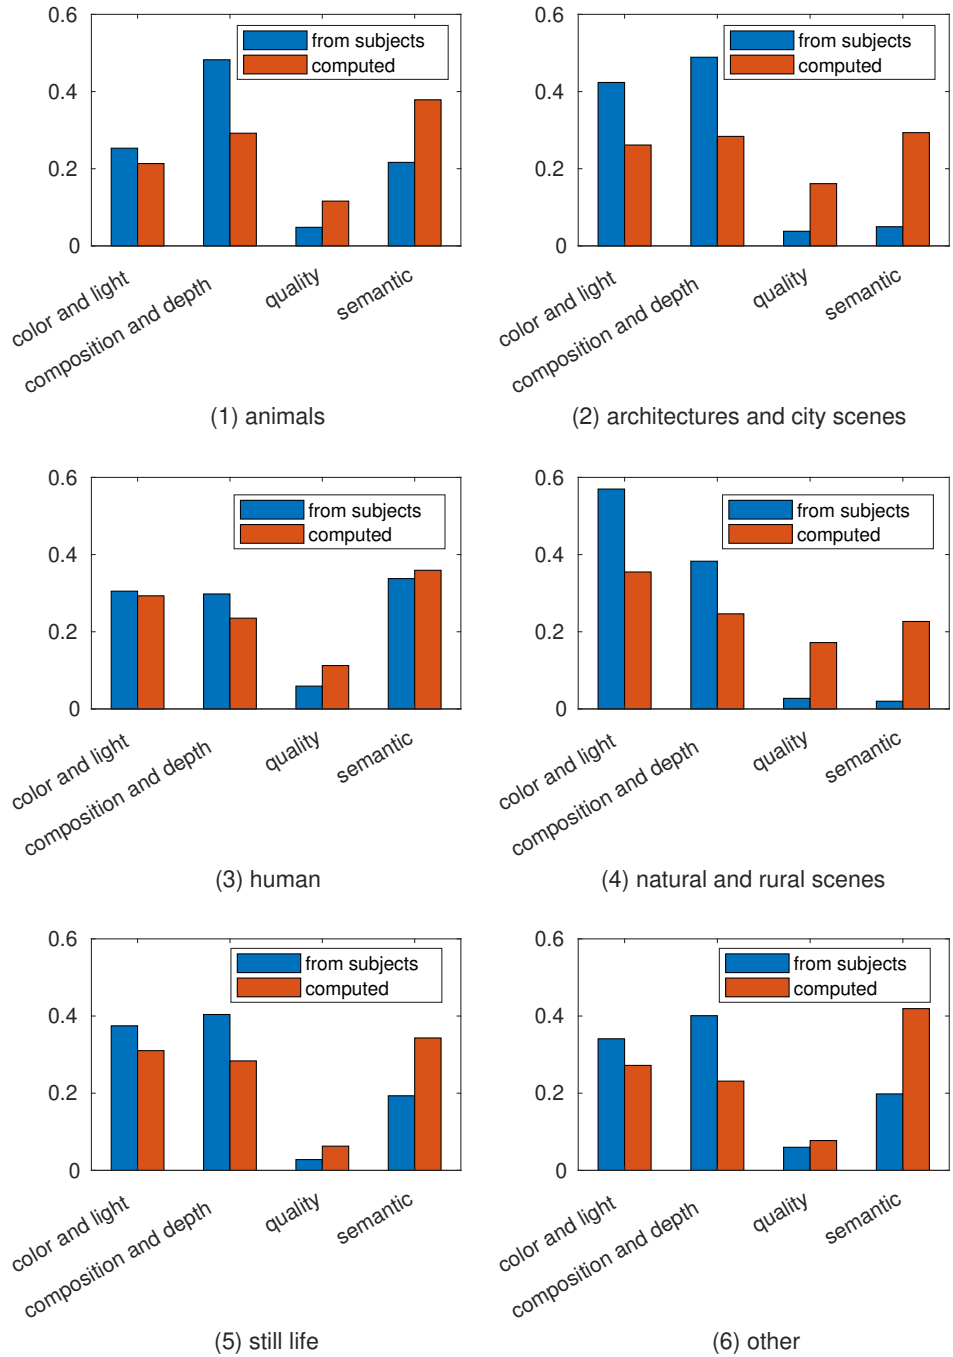 0.6
0.4
0.2
0
from subjects
computed
color and light
composition and depth
quality
semantic
(1) animals
0.6
0.4
0.2
0
from subjects
computed
color and light
composition and depth
quality
semantic
(2) architectures and city scenes
0.6
0.4
0.2
0
from subjects
computed
color and light
composition and depth
quality
semantic
(3) human
0.6
0.4
0.2
0
from subjects
computed
color and light
composition and depth
quality
semantic
(4) natural and rural scenes
0.6
0.4
0.2
0
from subjects
computed
color and light
composition and depth
quality
semantic
(5) still life
0.6
0.4
0.2
0
from subjects
computed
color and light
composition and depth
quality
semantic
(6) other